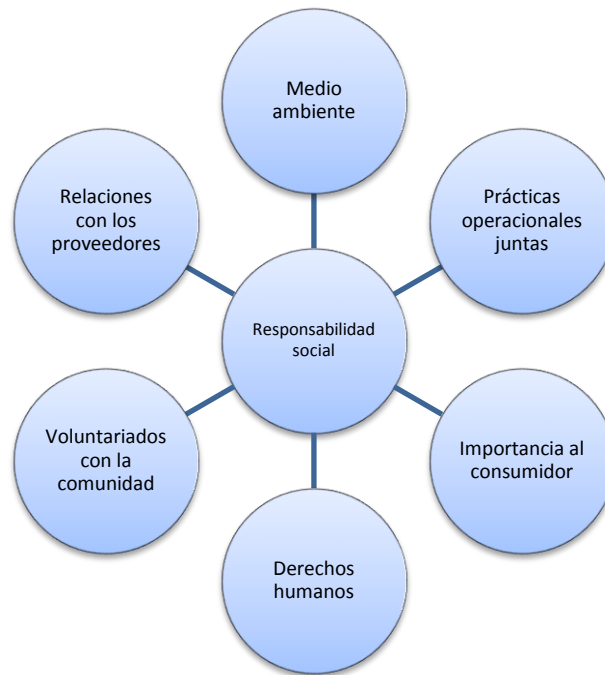 Medio
ambiente
Relaciones
con los
proveedores
Prácticas
operacionales
juntas
Responsabilidad
social
Voluntariados
con la
comunidad
Importancia al
consumidor
Derechos
humanos